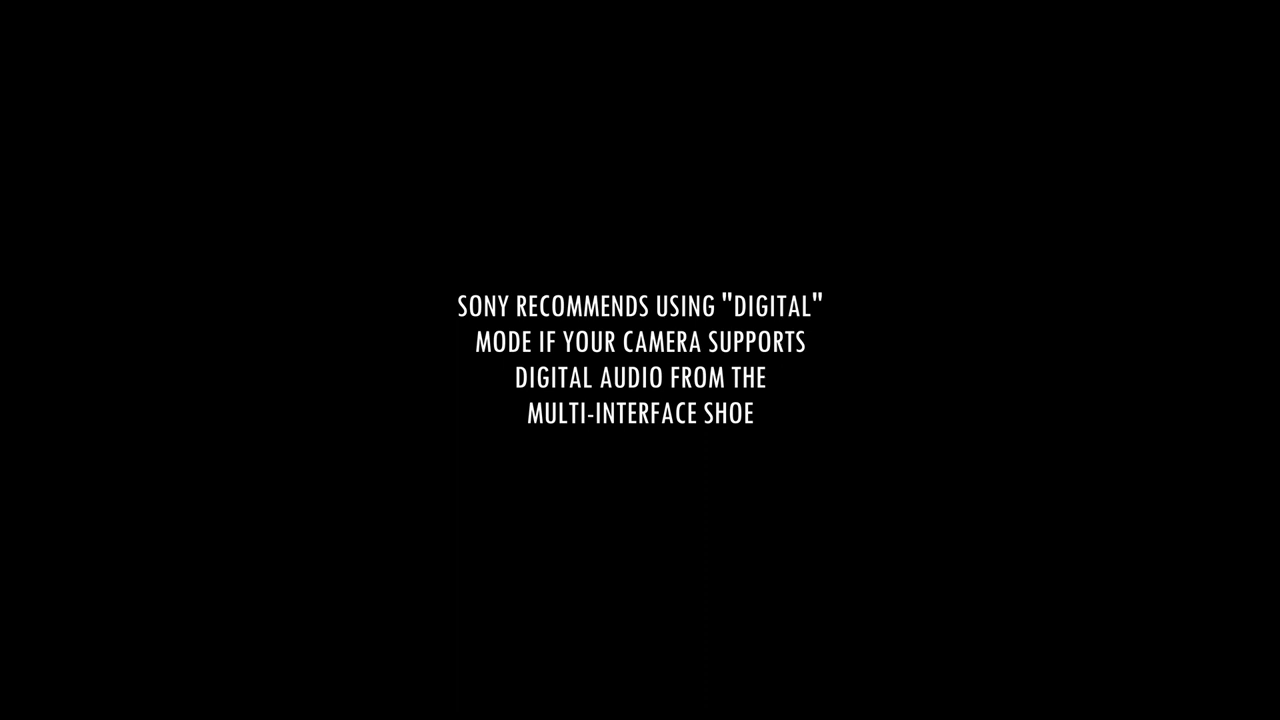 SONY RECOMMENDS USING "DIGITAL"
MODE IF YOUR CAMERA SUPPORTS
DIGITAL AUDIO FROM THE
MULTI-INTERFACE SHOE